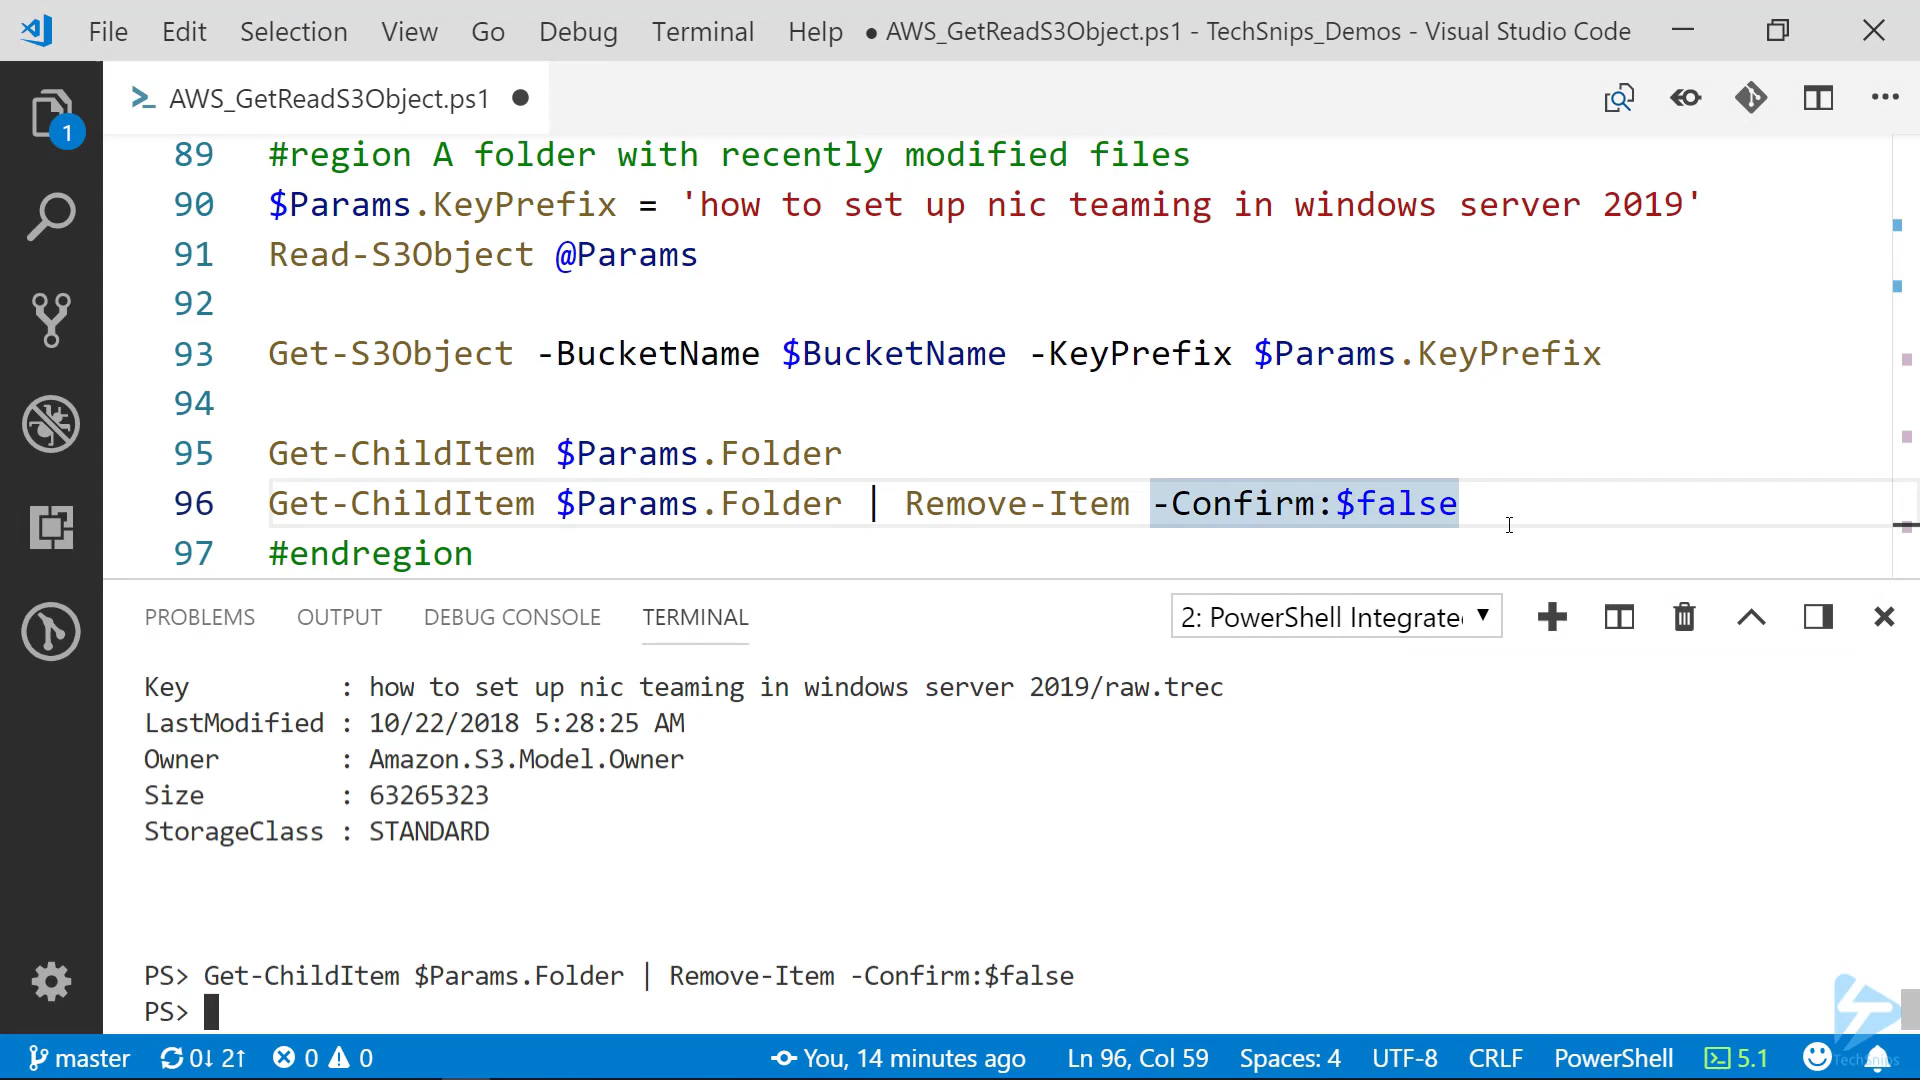 File Edit Selection View Go Debug Terminal Help ● AWS_GetReadS3Object.ps1 - TechSnips_Demos - Visual Studio Code
AWS_GetReadS3Object.ps1 ●
1
89 #region A folder with recently modified files
90 $Params.KeyPrefix = 'how to set up nic teaming in windows server 2019'
91 Read-S3Object @Params
92
93 Get-S3Object -BucketName $BucketName -KeyPrefix $Params.KeyPrefix
94
95 Get-ChildItem $Params.Folder
96 Get-ChildItem $Params.Folder | Remove-Item -Confirm:$false
97 #endregion
PROBLEMS OUTPUT DEBUG CONSOLE TERMINAL 2: PowerShell Integrate
Key : how to set up nic teaming in windows server 2019/raw.trec
LastModified : 10/22/2018 5:28:25 AM
Owner : Amazon.S3.Model.Owner
Size : 63265323
StorageClass : STANDARD
PS> Get-ChildItem $Params.Folder | Remove-Item -Confirm:$false
PS>
master 0↓ 2↑ 0 0 You, 14 minutes ago Ln 96, Col 59 Spaces: 4 UTF-8 CRLF PowerShell 5.1
TechSnips